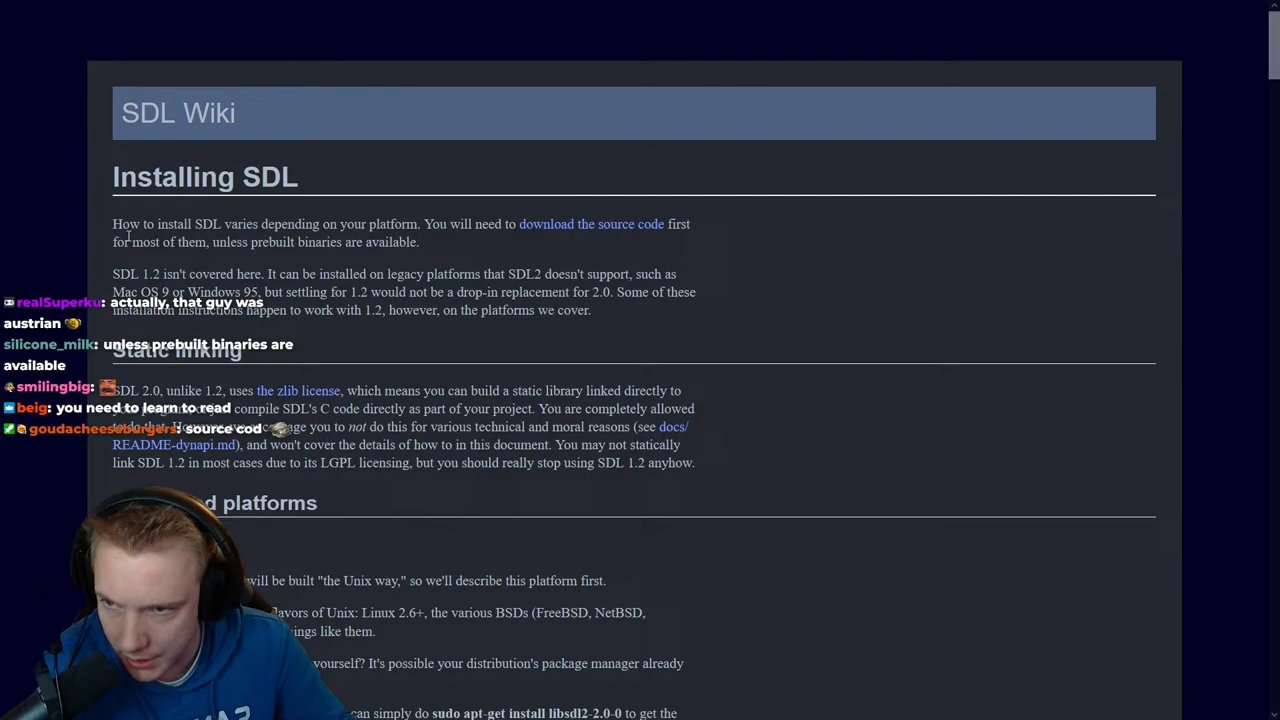 SDL Wiki
Installing SDL
How to install SDL varies depending on your platform. You will need to download the source code first
for most of them, unless prebuilt binaries are available.
SDL 1.2 isn't covered here. It can be installed on legacy platforms that SDL2 doesn't support, such as
Mac OS 9 or Windows 95, but settling for 1.2 would not be a drop-in replacement for 2.0. Some of these
installation instructions happen to work with 1.2, however, on the platforms we cover.
realSuperku: actually, that guy was
austrian
silicone_milk: unless prebuilt binaries are
available
smilingbig:
beig: you need to learn to read
goudacheeseburgers: source cod
Static linking
SDL 2.0, unlike 1.2, uses the zlib license, which means you can build a static library linked directly to
compile SDL's C code directly as part of your project. You are completely allowed
to do that. However, we you to not do this for various technical and moral reasons (see docs/
README-dynapi.md), and won't cover the details of how to in this document. You may not statically
link SDL 1.2 in most cases due to its LGPL licensing, but you should really stop using SDL 1.2 anyhow.
platforms
will be built "the Unix way," so we'll describe this platform first.
flavors of Unix: Linux 2.6+, the various BSDs (FreeBSD, NetBSD,
things like them.
yourself? It's possible your distribution's package manager already
can simply do sudo apt-get install libsdl2-2.0-0 to get the